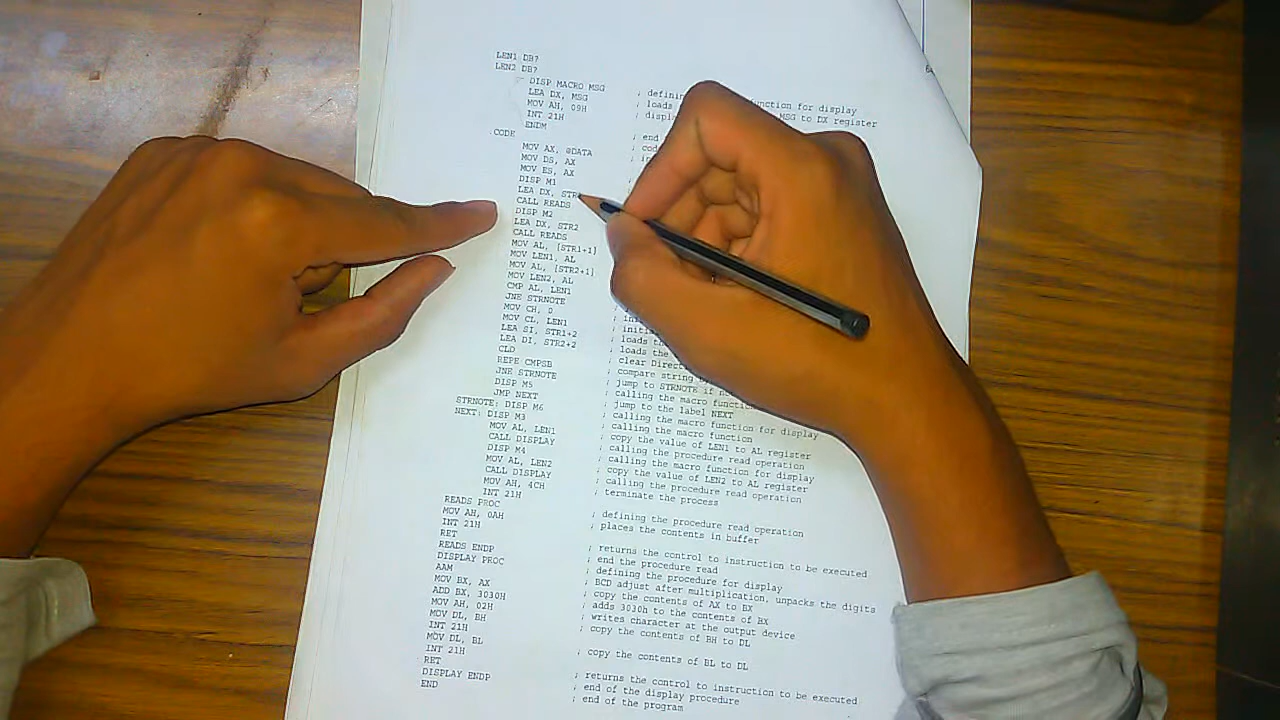 LEN1 DB?
LEN2 DB?
DISP MACRO MSG ; function for display
LEA DX, MSG ; loads MSG to DX register
MOV AH, 09H
INT 21H
ENDM ; end
.CODE
MOV AX, @DATA
MOV DS, AX
MOV ES, AX
DISP M1
LEA DX,
CALL READS
DISP M2
LEA DX, STR2
CALL READS
MOV AL, [STR1+1]
MOV LEN1, AL
MOV AL, [STR2+1]
MOV LEN2, AL
CMP AL, LEN1
JNE STRNOTE
MOV CH, 0
MOV CL, LEN1
LEA SI, STR1+2
LEA DI, STR2+2 ; loads
CLD ; loads the
REPE CMPSB ; clear
JNE STRNOTE ; compare string
DISP M5 ; jump to STRNOTE if
JMP NEXT ; calling the macro
STRNOTE: DISP M6 ; jump to the label NEXT
NEXT: DISP M3 ; calling the macro function for display
MOV AL, LEN1 ; calling the macro function
CALL DISPLAY ; copy the value of LEN1 to AL register
DISP M4 ; calling the procedure read operation
MOV AL, LEN2 ; calling the macro function for display
CALL DISPLAY ; copy the value of LEN2 to AL register
MOV AH, 4CH ; calling the procedure read operation
INT 21H ; terminate the process
READS PROC
MOV AH, 0AH ; defining the procedure read operation
INT 21H ; places the contents in buffer
RET
READS ENDP ; returns the control to instruction to be executed
DISPLAY PROC ; end the procedure read
AAM ; defining the procedure for display
MOV BX, AX ; BCD adjust after multiplication, unpacks the digits
ADD BX, 3030H ; copy the contents of AX to BX
MOV AH, 02H ; adds 3030h to the contents of BX
MOV DL, BH ; writes character at the output device
INT 21H ; copy the contents of BH to DL
MOV DL, BL
INT 21H ; copy the contents of BL to DL
RET
DISPLAY ENDP ; returns the control to instruction to be executed
END ; end of the display procedure
; end of the program